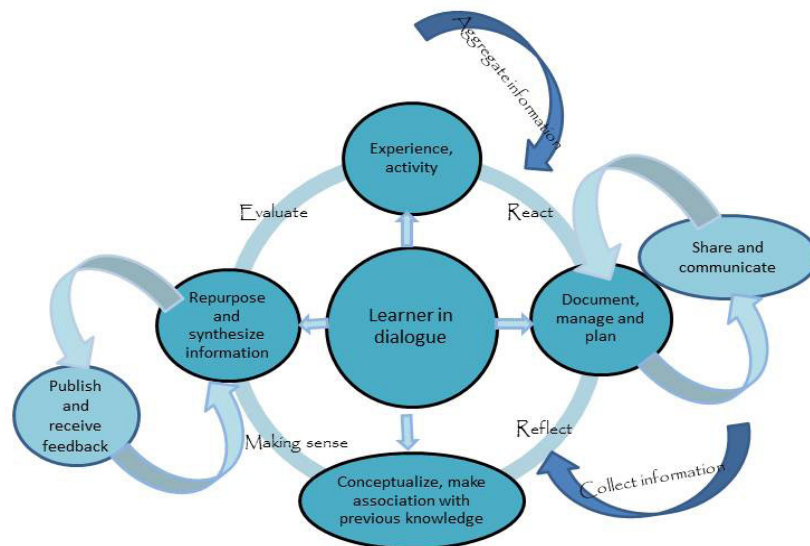 Aggregate information
Experience,
activity
Evaluate
React
Share and
communicate
Repurpose
and
synthesize
information
Learner in
dialogue
Document,
manage and
plan
Publish
and
receive
feedback
Making sense
Reflect
Conceptualize, make
association with
previous knowledge
Collect information